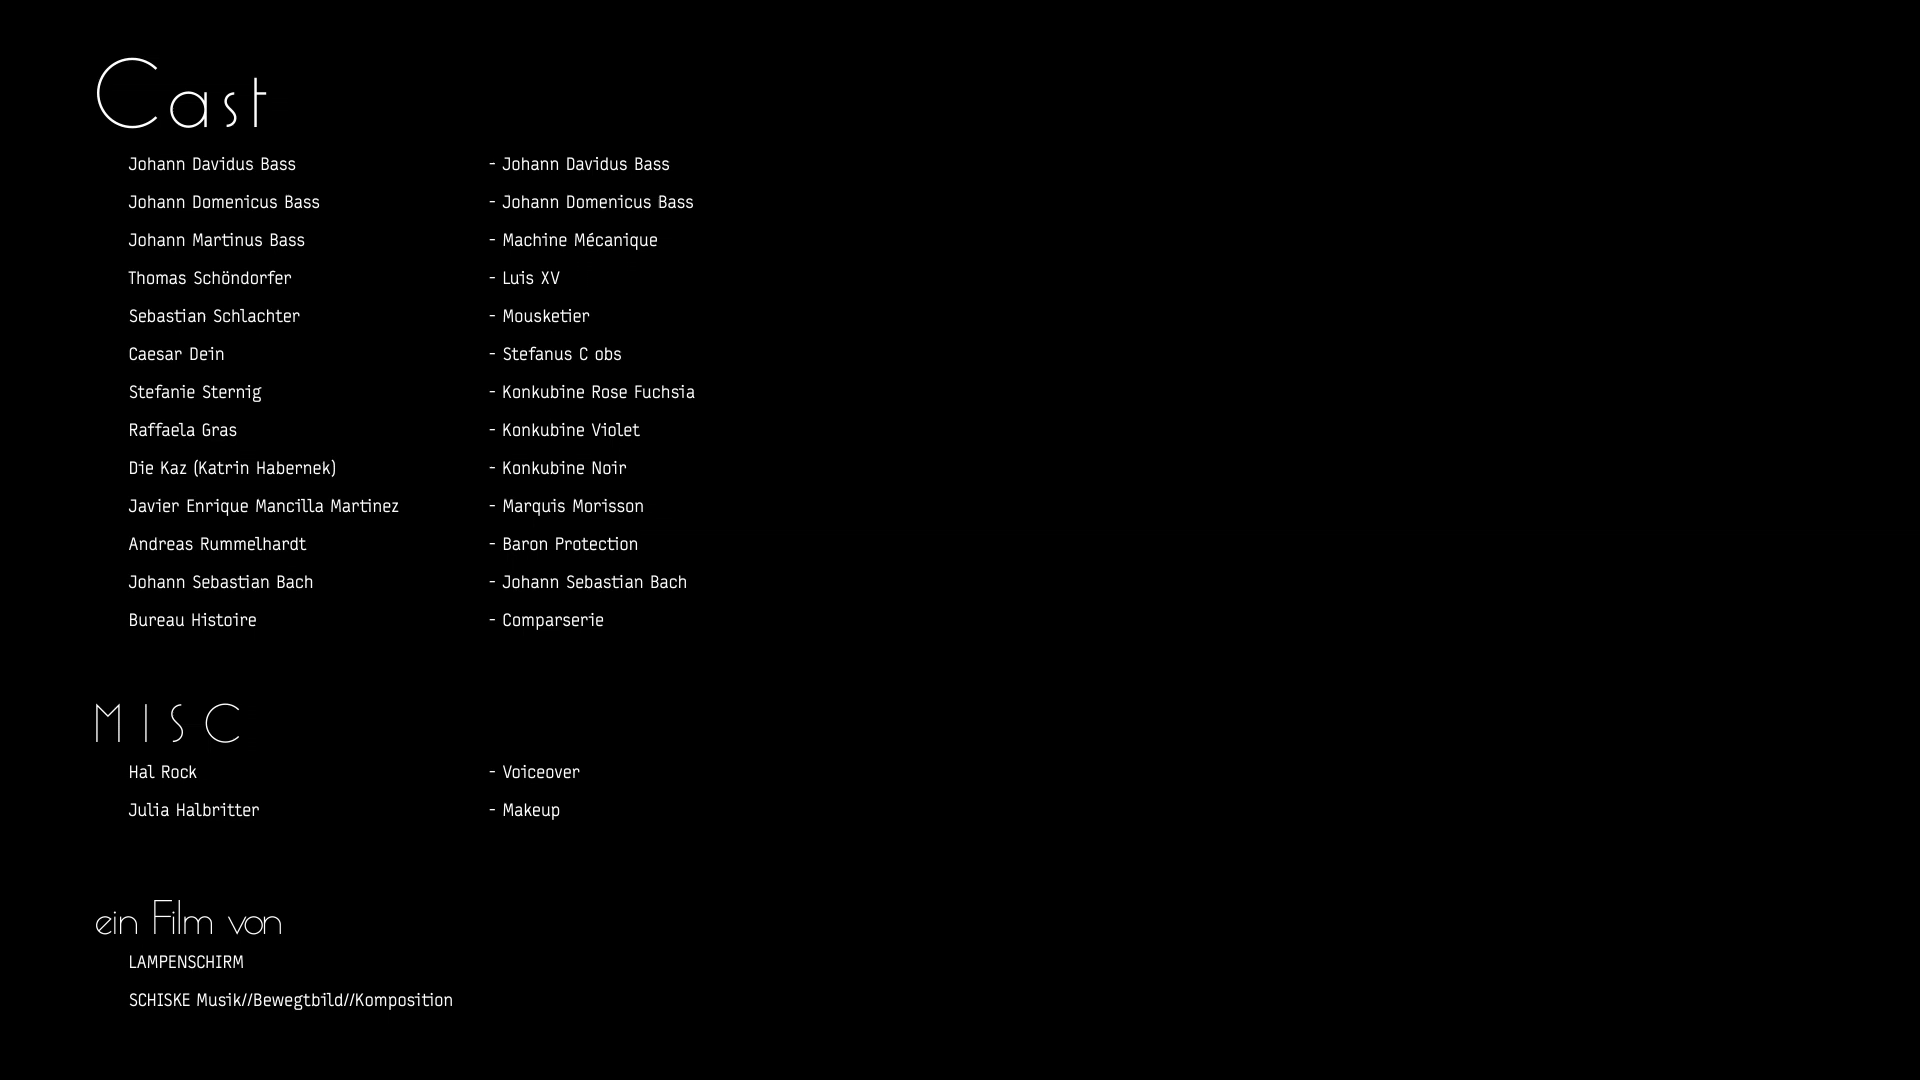 Cast
Johann Davidus Bass - Johann Davidus Bass
Johann Domenicus Bass - Johann Domenicus Bass
Johann Martinus Bass - Machine Mécanique
Thomas Schöndorfer - Luis XV
Sebastian Schlachter - Mousketier
Caesar Dein - Stefanus C obs
Stefanie Sternig - Konkubine Rose Fuchsia
Raffaela Gras - Konkubine Violet
Die Kaz (Katrin Habernek) - Konkubine Noir
Javier Enrique Mancilla Martinez - Marquis Morisson
Andreas Rummelhardt - Baron Protection
Johann Sebastian Bach - Johann Sebastian Bach
Bureau Histoire - Comparserie
MISC
Hal Rock - Voiceover
Julia Halbritter - Makeup
ein Film von
LAMPENSCHIRM
SCHISKE Musik//Bewegtbild//Komposition